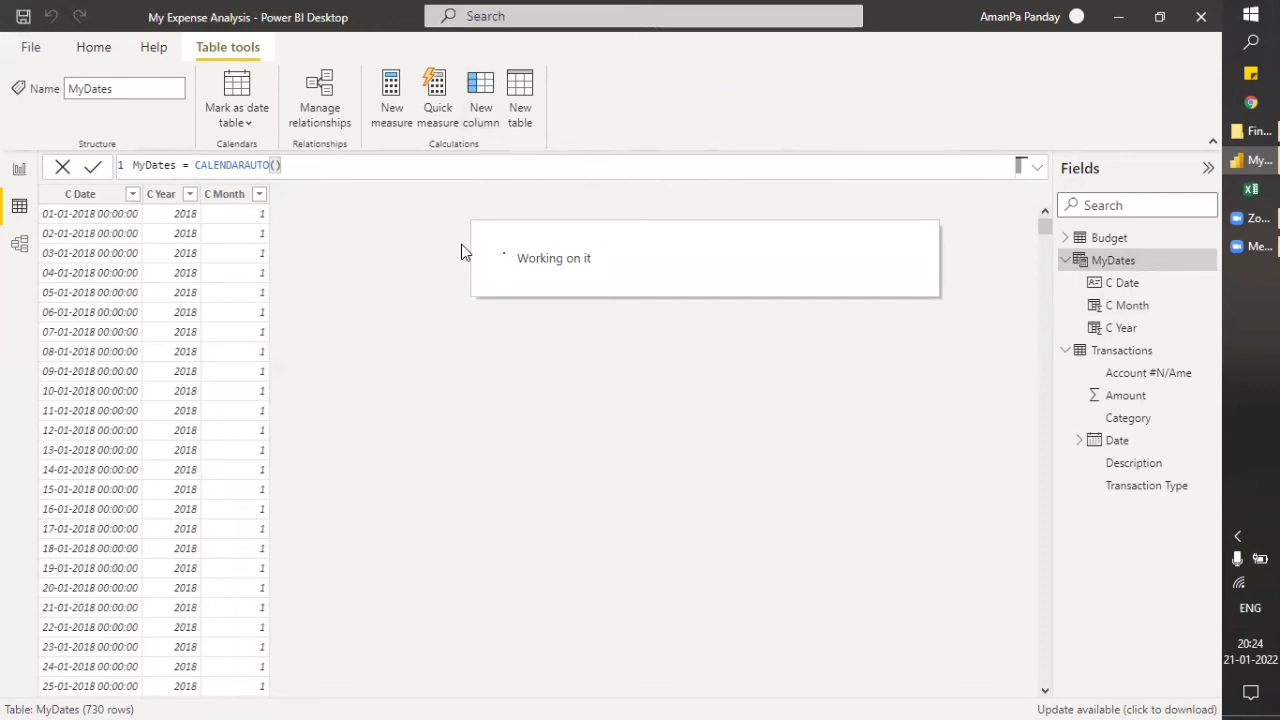 My Expense Analysis - Power BI Desktop
Search
AmanPa Panday
File
Home
Help
Table tools
Name
MyDates
Mark as date
table
Manage
relationships
New
measure
Quick
measure
New
column
New
table
Structure
Calendars
Relationships
Calculations
1 MyDates = CALENDARAUTO()
C Date
C Year
C Month
01-01-2018 00:00:00 2018 1
02-01-2018 00:00:00 2018 1
03-01-2018 00:00:00 2018 1
04-01-2018 00:00:00 2018 1
05-01-2018 00:00:00 2018 1
06-01-2018 00:00:00 2018 1
07-01-2018 00:00:00 2018 1
08-01-2018 00:00:00 2018 1
09-01-2018 00:00:00 2018 1
10-01-2018 00:00:00 2018 1
11-01-2018 00:00:00 2018 1
12-01-2018 00:00:00 2018 1
13-01-2018 00:00:00 2018 1
14-01-2018 00:00:00 2018 1
15-01-2018 00:00:00 2018 1
16-01-2018 00:00:00 2018 1
17-01-2018 00:00:00 2018 1
18-01-2018 00:00:00 2018 1
19-01-2018 00:00:00 2018 1
20-01-2018 00:00:00 2018 1
21-01-2018 00:00:00 2018 1
22-01-2018 00:00:00 2018 1
23-01-2018 00:00:00 2018 1
24-01-2018 00:00:00 2018 1
25-01-2018 00:00:00 2018 1
Working on it
Fields
Search
Budget
MyDates
C Date
C Month
C Year
Transactions
Account #N/Ame
Amount
Category
Date
Description
Transaction Type
Table: MyDates (730 rows)
Update available (click to download)
Fin...
My...
Zo...
Me...
ENG
20:24
21-01-2022